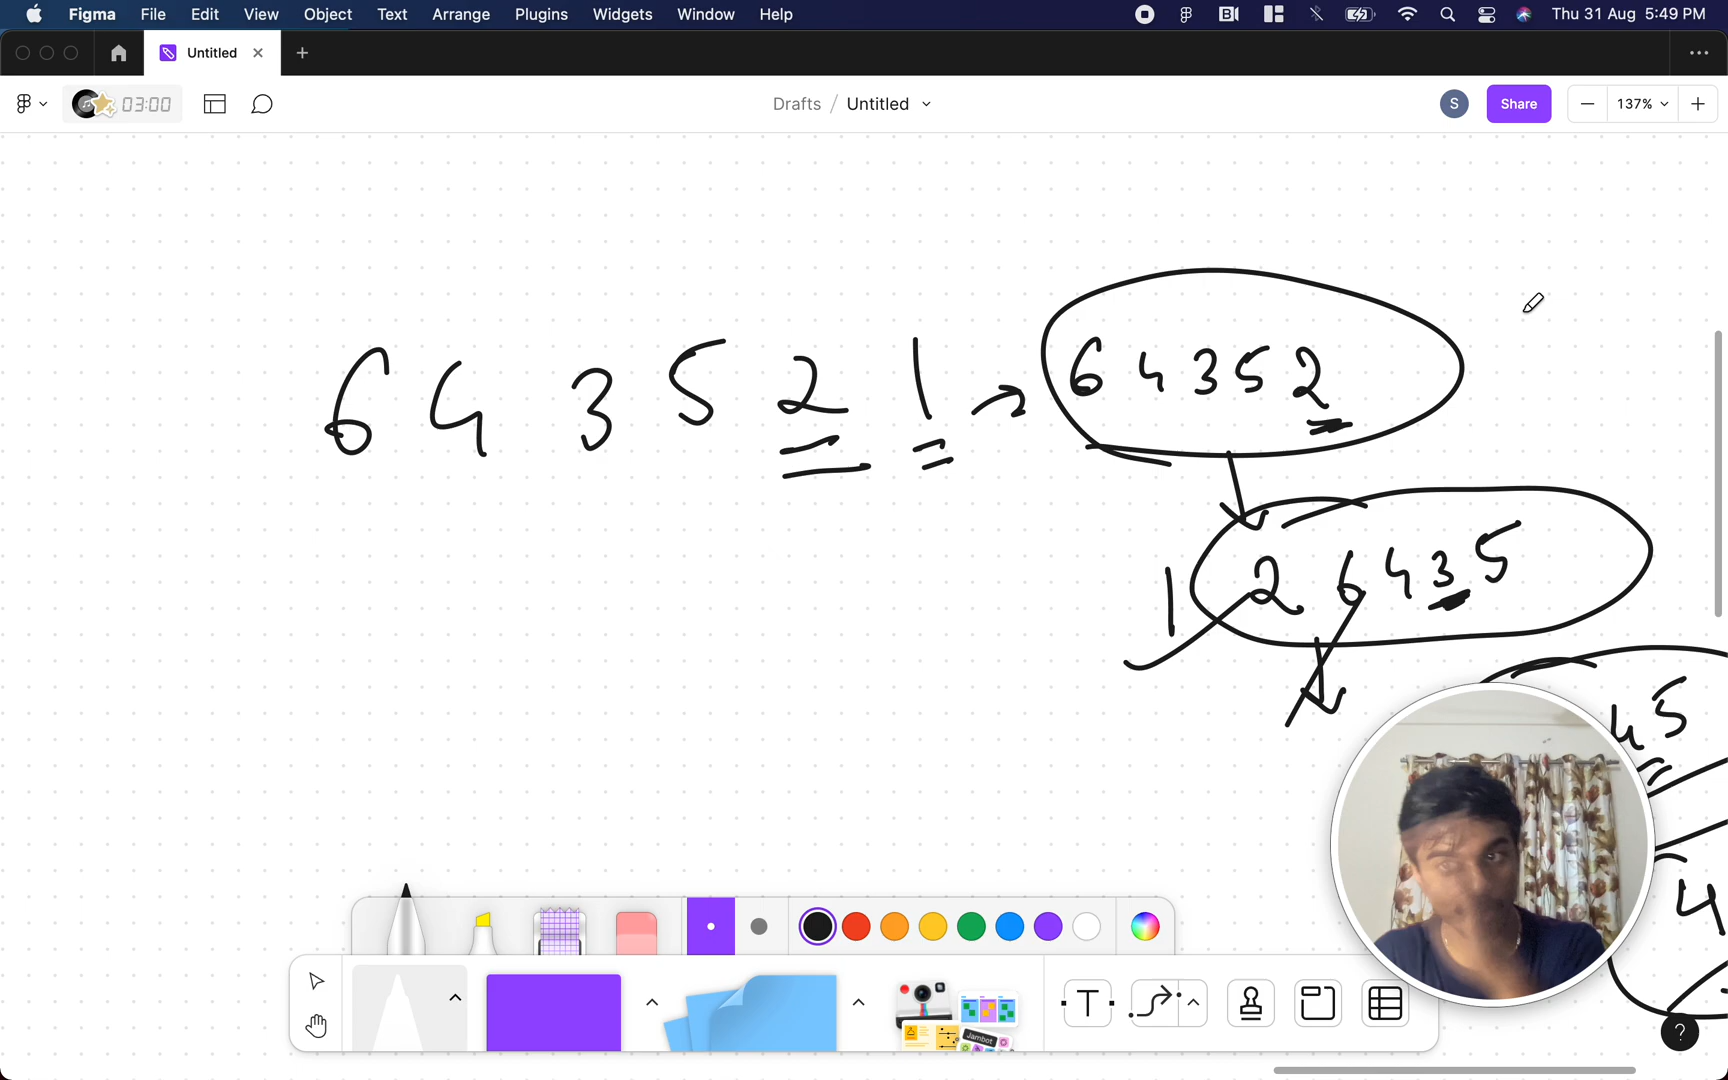 Figma File Edit View Object Text Arrange Plugins Widgets Window Help Thu 31 Aug 5:49 PM
Untitled
03:00 Drafts / Untitled S Share 137%
6 4 3 5 2 1 → 6 4 3 5 2
1 2 6 4 3 5
4 5
4
T Jambot
?